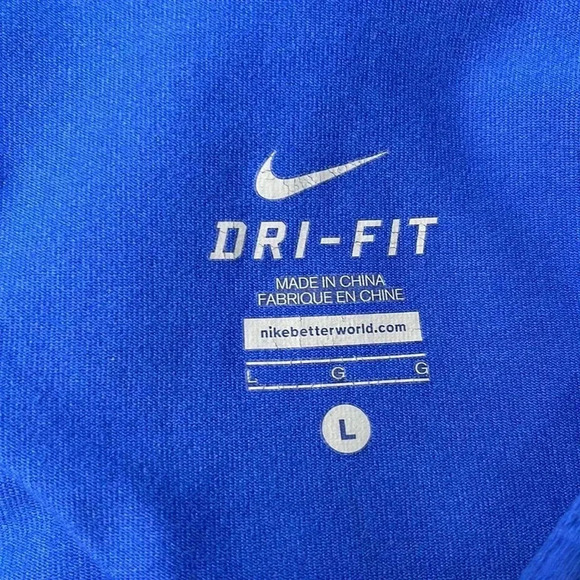 DRI-FIT
MADE IN CHINA
FABRIQUE EN CHINE
nikebetterworld.com
L G G
L